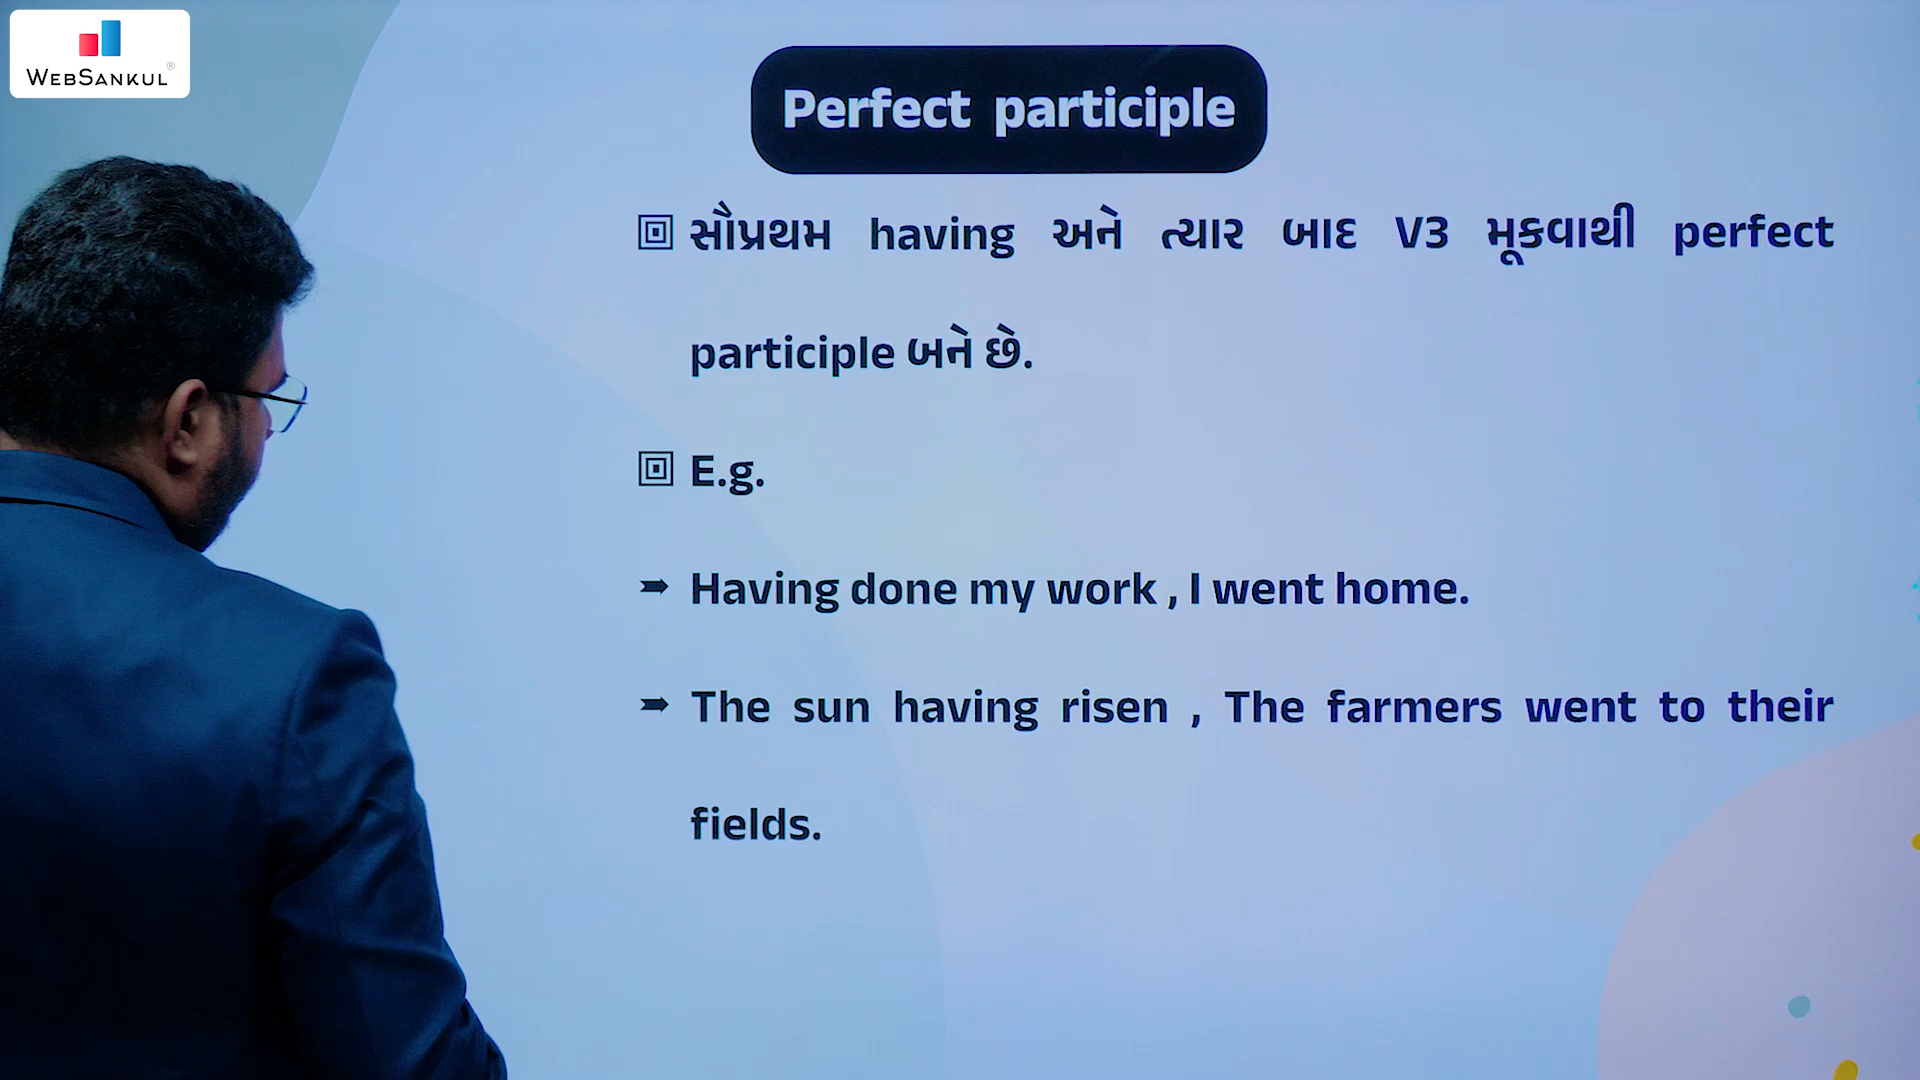 WEBSANKUL®
Perfect participle
સૌપ્રથમ having અને ત્યાર બાદ V3 મૂકવાથી perfect
participle બને છે.
E.g.
➡ Having done my work , I went home.
➡ The sun having risen , The farmers went to their
fields.